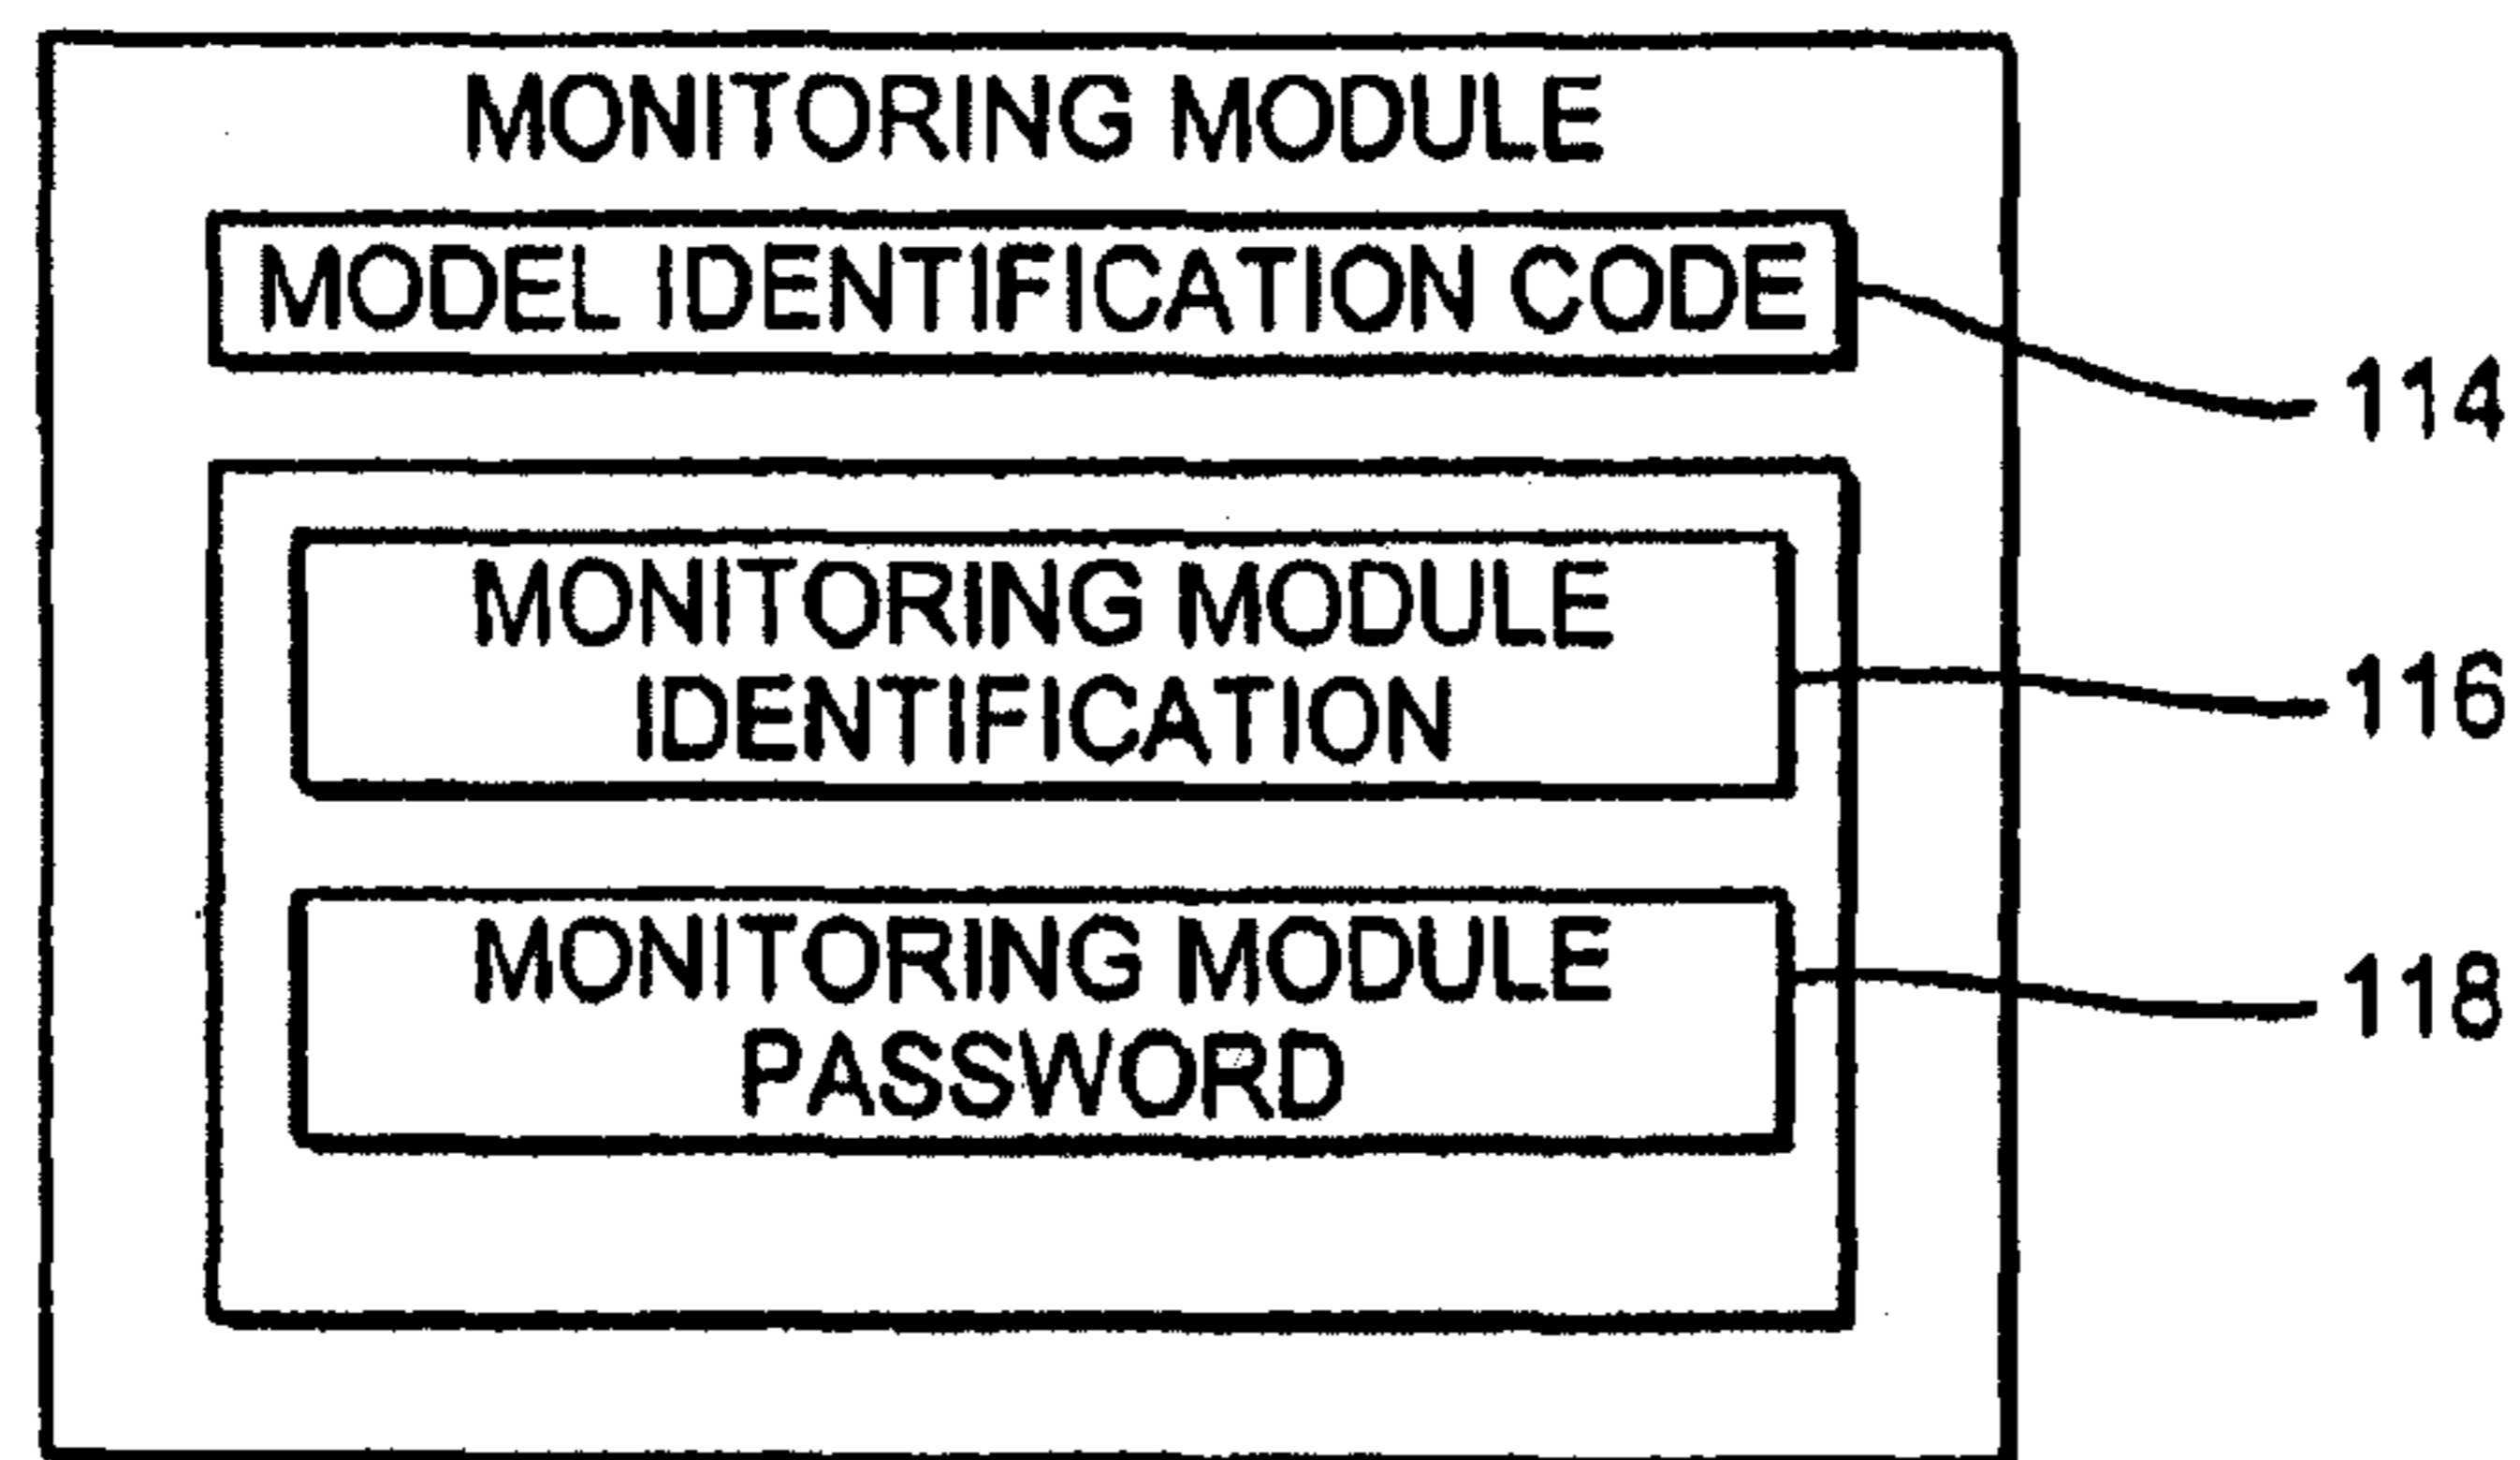 MONITORING MODULE
MODEL IDENTIFICATION CODE
114
MONITORING MODULE
IDENTIFICATION
116
MONITORING MODULE
PASSWORD
118